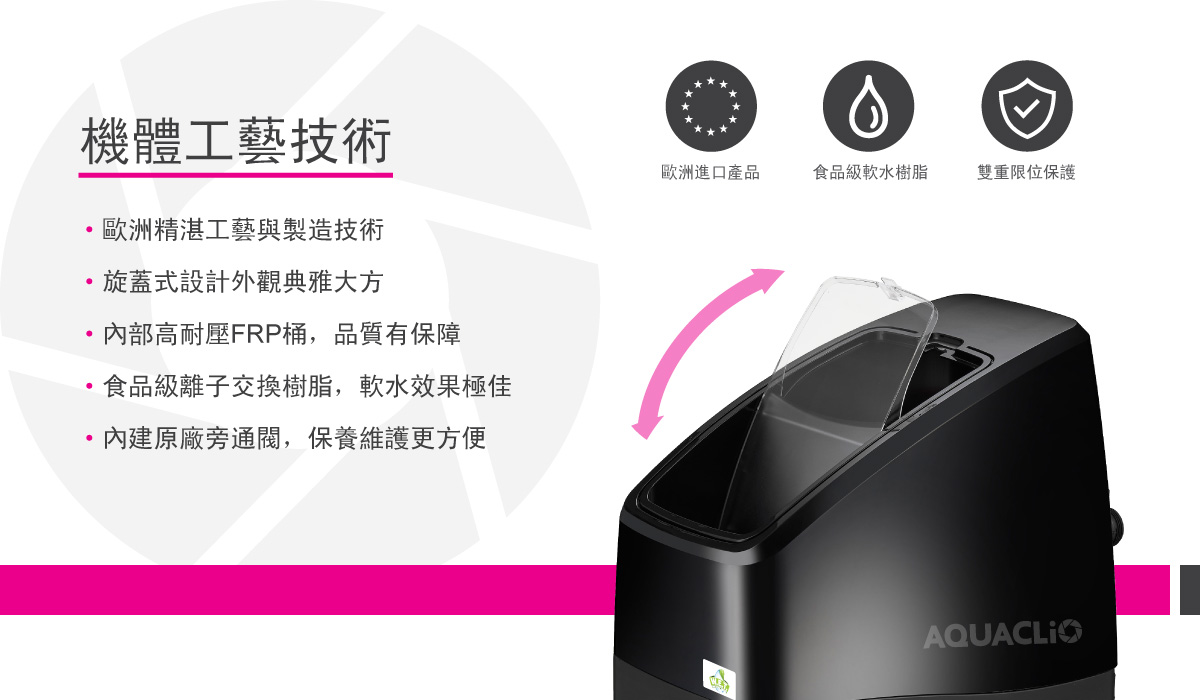 機體工藝技術
• 歐洲精湛工藝與製造技術
• 旋蓋式設計外觀典雅大方
• 內部高耐壓FRP桶，品質有保障
• 食品級離子交換樹脂，軟水效果極佳
• 內建原廠旁通閥，保養維護更方便
歐洲進口產品
食品級軟水樹脂
雙重限位保護
AQUACLiO